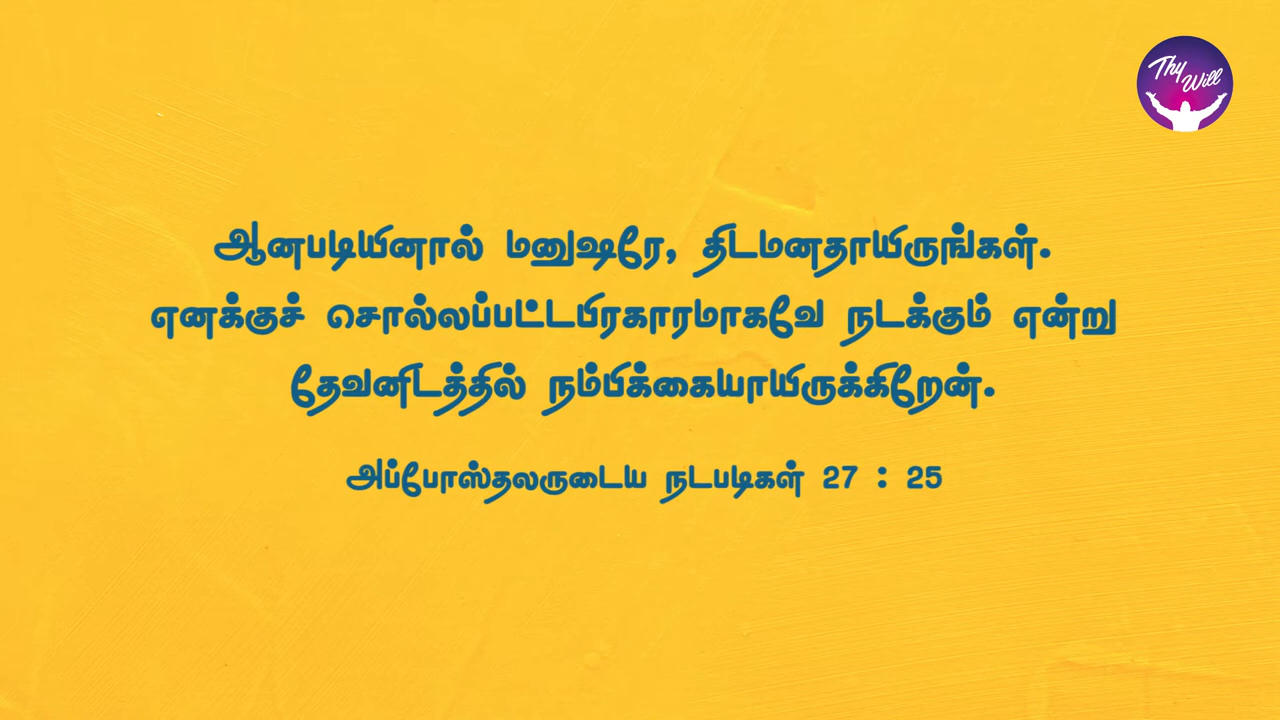 Thy
Will
ஆனபடியினால் மனுஷரே, திடமனதாயிருங்கள்.
எனக்குச் சொல்லப்பட்டபிரகாரமாகவே நடக்கும் என்று
தேவனிடத்தில் நம்பிக்கையாயிருக்கிறேன்.
அப்போஸ்தலருடைய நடபடிகள் 27 : 25